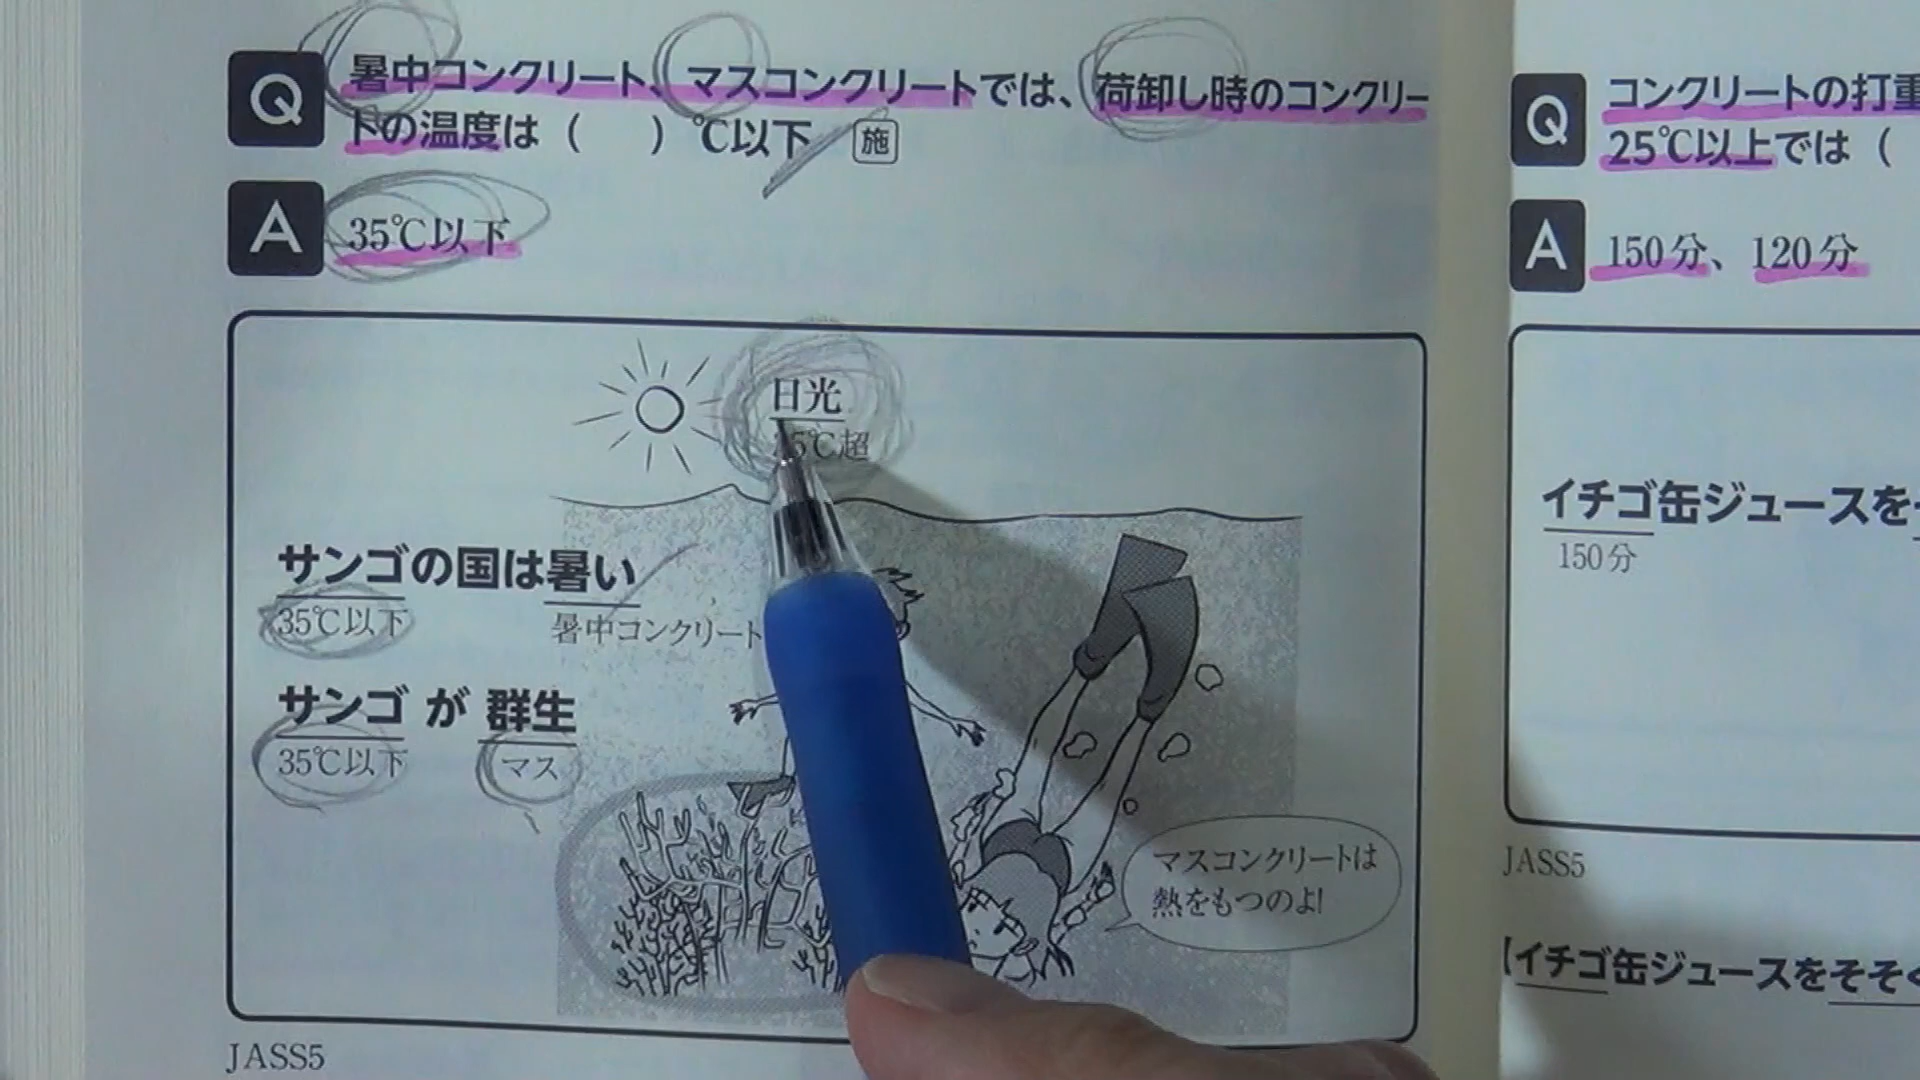 Q 暑中コンクリート、マスコンクリートでは、荷卸し時のコンクリー
トの温度は（　　）℃以下 施
A 35℃以下
日光
25℃超
サンゴの国は暑い
35℃以下 暑中コンクリート
サンゴ が 群生
35℃以下 マス
マスコンクリートは
熱をもつのよ!
JASS5
Q コンクリートの打重
25℃以上では（
A 150分、120分
イチゴ缶ジュースを
150分
JASS5
イチゴ缶ジュースをそそ